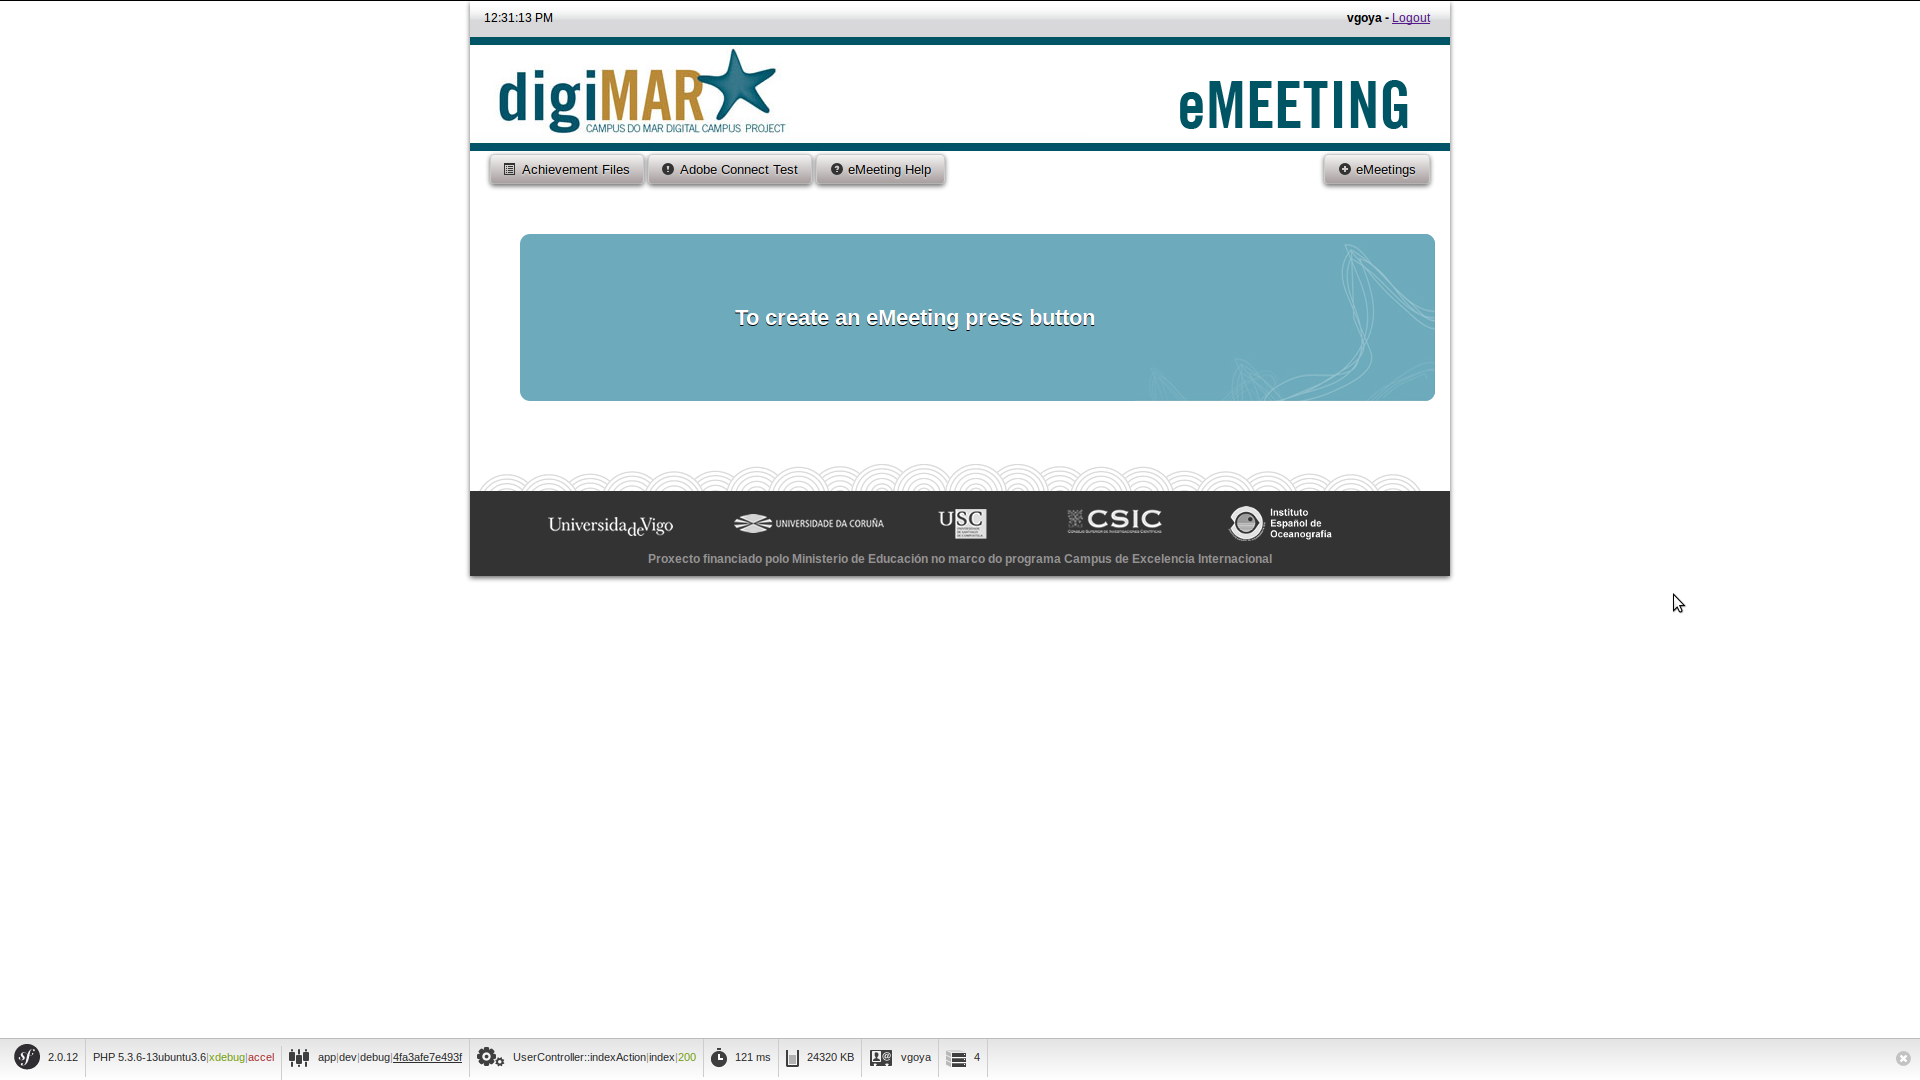 12:31:13 PM
vgoya - Logout
digiMAR
CAMPUS DO MAR DIGITAL CAMPUS PROJECT
eMEETING
Achievement Files
Adobe Connect Test
eMeeting Help
eMeetings
To create an eMeeting press button
UniversidadeVigo
UNIVERSIDADE DA CORUÑA
USC
CSIC
Instituto
Español de
Oceanografía
Proxecto financiado polo Ministerio de Educación no marco do programa Campus de Excelencia Internacional
sf 2.0.12
PHP 5.3.6-13ubuntu3.6|xdebug|accel
app|dev|debug|4fa3afe7e493f
UserController::indexAction|index|200
121 ms
24320 KB
vgoya
4